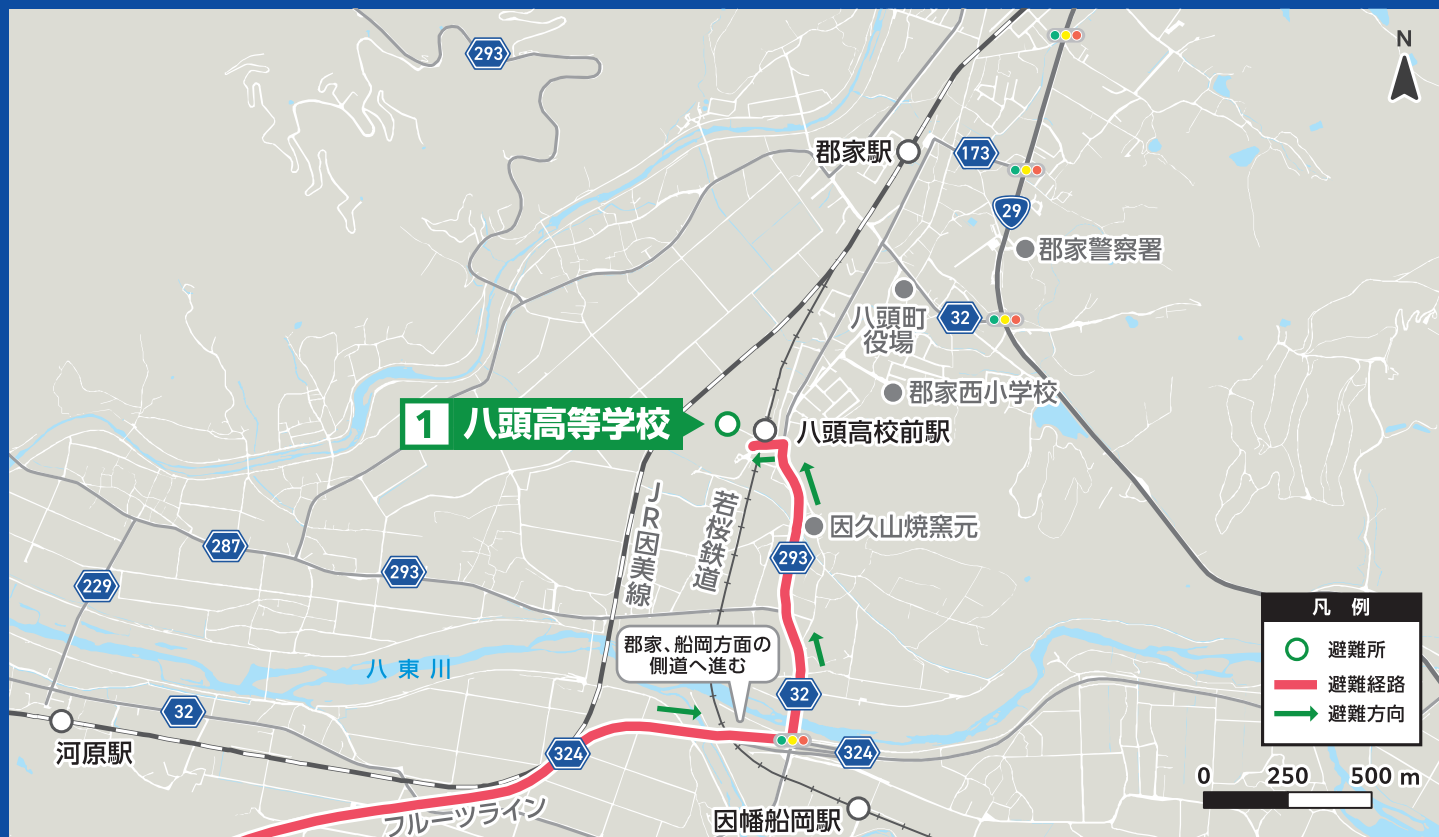 293
N
郡家駅
173
29
郡家警察署
八頭町
役場
32
郡家西小学校
1 八頭高等学校
八頭高校前駅
JR因美線
若桜鉄道
因久山焼窯元
287
293
293
229
凡 例
避難所
避難経路
避難方向
郡家、船岡方面の
側道へ進む
八東川
32
32
河原駅
324
324
フルーツライン
因幡船岡駅
0 250 500 m